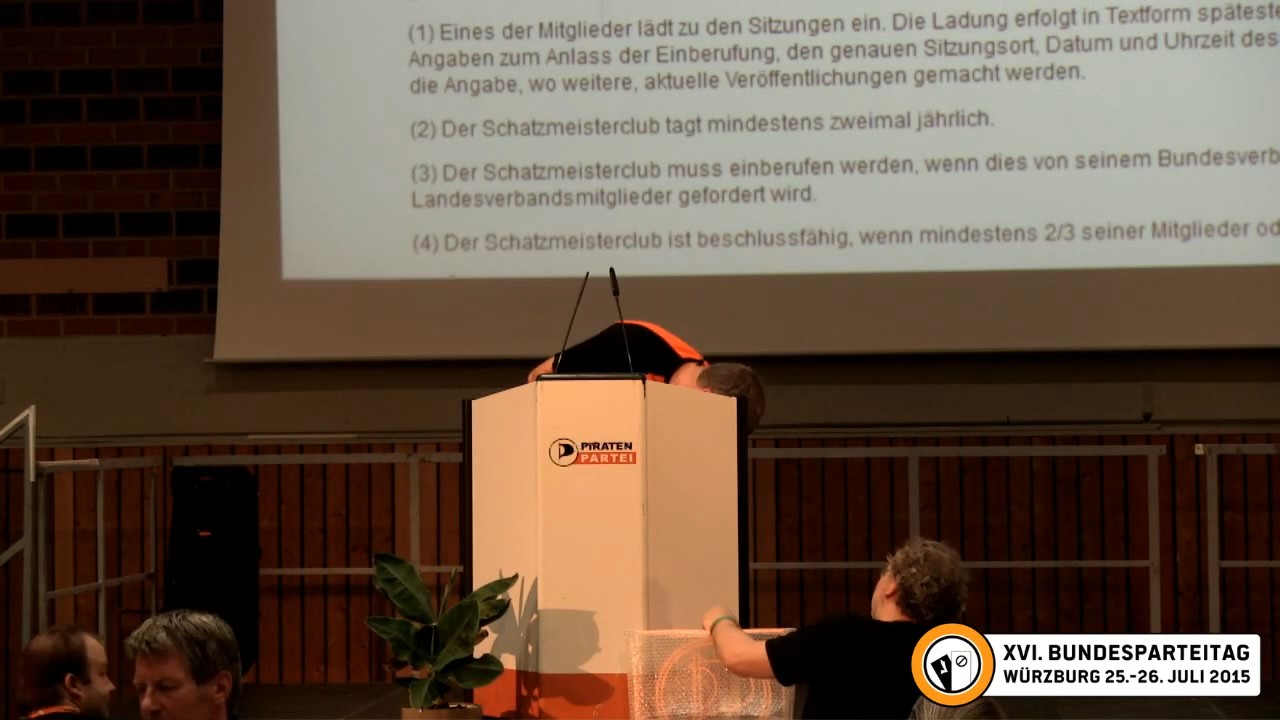 (1) Eines der Mitglieder lädt zu den Sitzungen ein. Die Ladung erfolgt in Textform
Angaben zum Anlass der Einberufung, den genauen Sitzungsort, Datum und Uhrzeit des
die Angabe, wo weitere, aktuelle Veröffentlichungen gemacht werden.
(2) Der Schatzmeisterclub tagt mindestens zweimal jährlich.
(3) Der Schatzmeisterclub muss einberufen werden, wenn dies von seinem
Landesverbandsmitglieder gefordert wird.
(4) Der Schatzmeisterclub ist beschlussfähig, wenn mindestens 2/3 seiner Mitglieder
PIRATEN
PARTEI
XVI. BUNDESPARTEITAG
WÜRZBURG 25.-26. JULI 2015